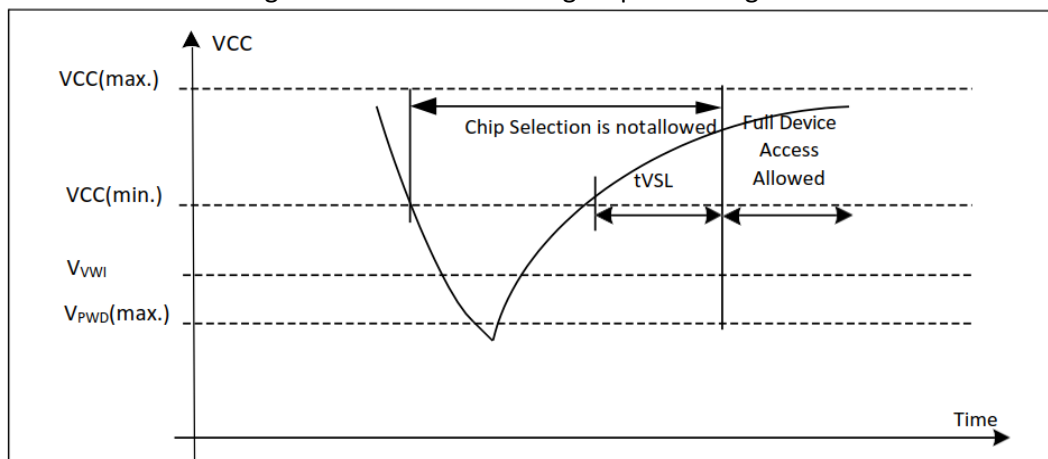 VCC
VCC(max.)
Chip Selection is notallowed
Full Device
Access
Allowed
tVSL
VCC(min.)
VVWI
VPWD(max.)
Time